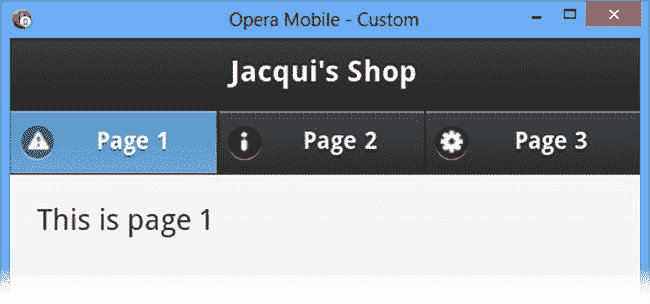 Opera Mobile - Custom
Jacqui's Shop
Page 1 Page 2 Page 3
This is page 1